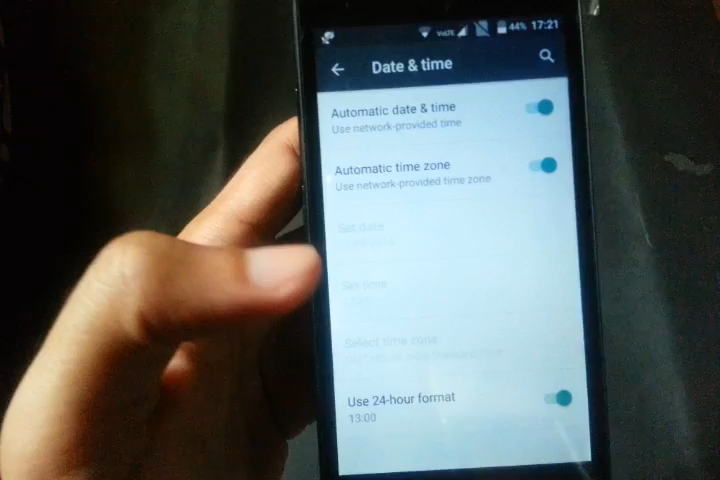 VoLTE 44% 17:21
Date & time
Automatic date & time
Use network-provided time
Automatic time zone
Use network-provided time zone
Set date
Set time
Select time zone
Use 24-hour format
13:00